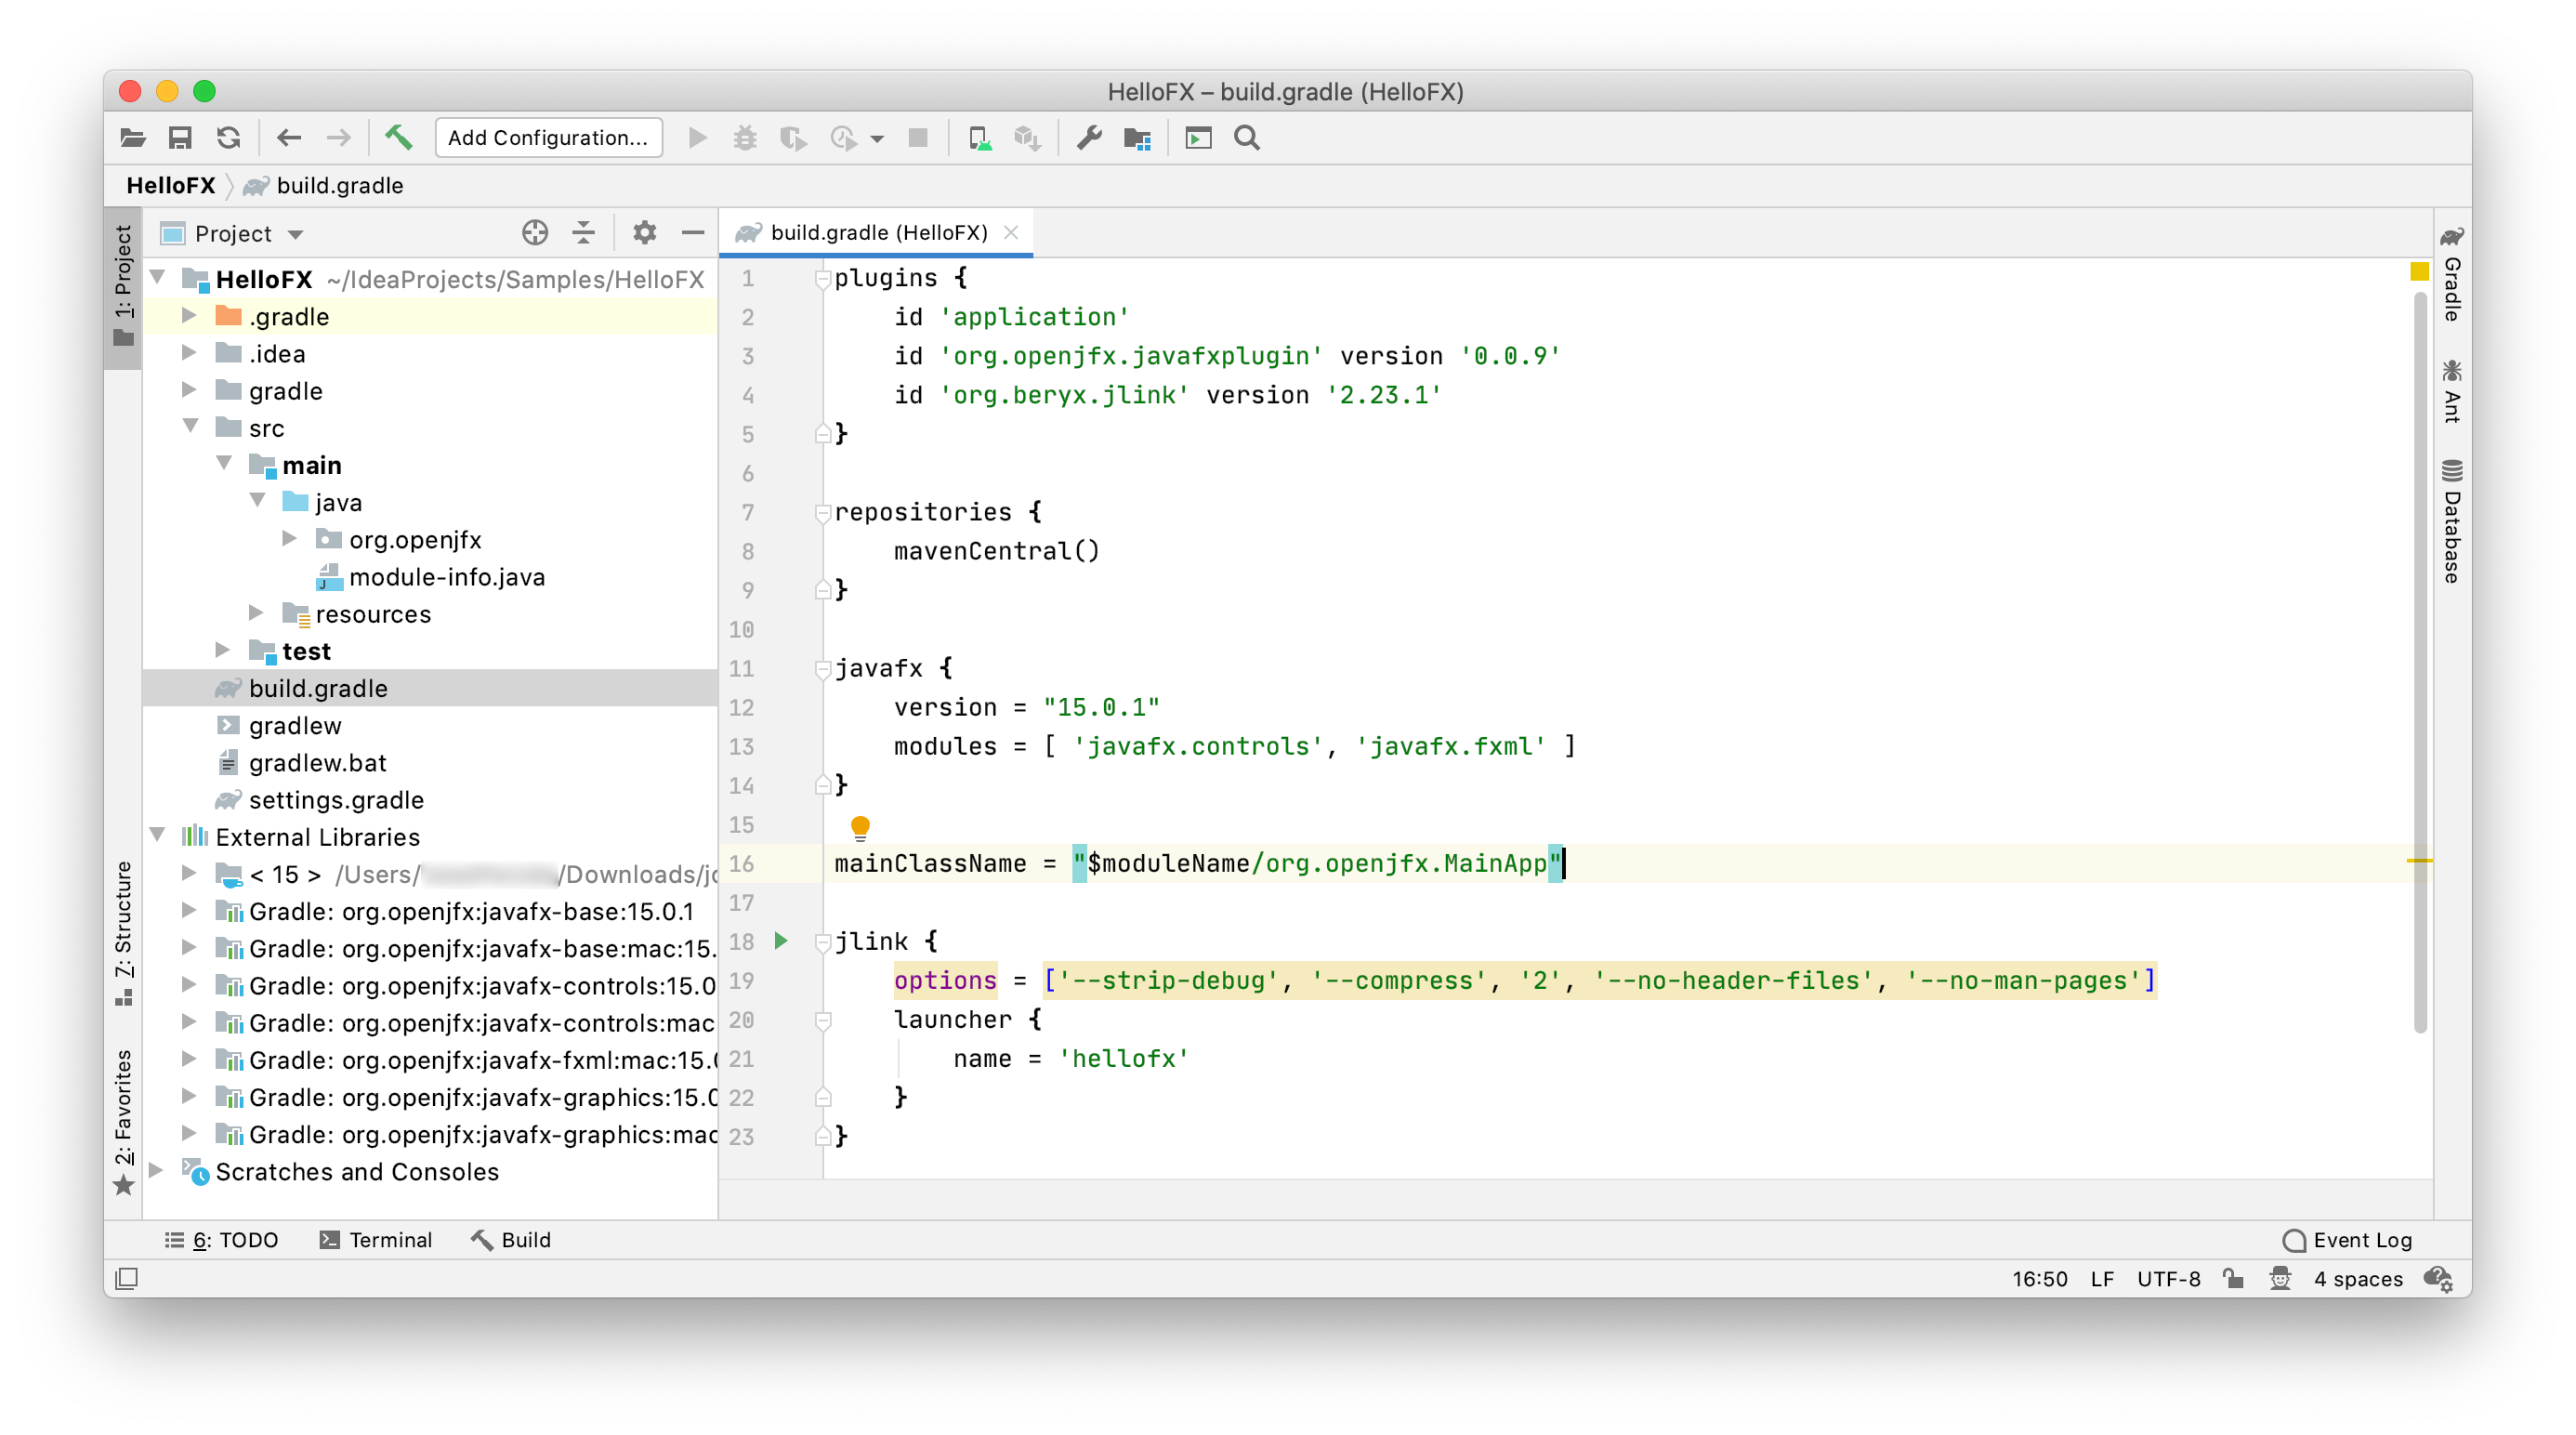 HelloFX – build.gradle (HelloFX)
Add Configuration...
HelloFX
build.gradle
1: Project
7: Structure
2: Favorites
Project
HelloFX ~/IdeaProjects/Samples/HelloFX
.gradle
.idea
gradle
src
main
java
org.openjfx
module-info.java
resources
test
build.gradle
gradlew
gradlew.bat
settings.gradle
External Libraries
< 15 > /Users/ /Downloads/
Gradle: org.openjfx:javafx-base:15.0.1
Gradle: org.openjfx:javafx-base:mac:15.
Gradle: org.openjfx:javafx-controls:15.0
Gradle: org.openjfx:javafx-controls:mac
Gradle: org.openjfx:javafx-fxml:mac:15.0
Gradle: org.openjfx:javafx-graphics:15.0
Gradle: org.openjfx:javafx-graphics:mac
Scratches and Consoles
build.gradle (HelloFX)
1 plugins {
2 id 'application'
3 id 'org.openjfx.javafxplugin' version '0.0.9'
4 id 'org.beryx.jlink' version '2.23.1'
5 }
6
7 repositories {
8 mavenCentral()
9 }
10
11 javafx {
12 version = "15.0.1"
13 modules = [ 'javafx.controls', 'javafx.fxml' ]
14 }
15
16 mainClassName = "$moduleName/org.openjfx.MainApp"
17
18 jlink {
19 options = ['--strip-debug', '--compress', '2', '--no-header-files', '--no-man-pages']
20 launcher {
21 name = 'hellofx'
22 }
23 }
Gradle
Ant
Database
6: TODO
Terminal
Build
Event Log
16:50 LF UTF-8 4 spaces